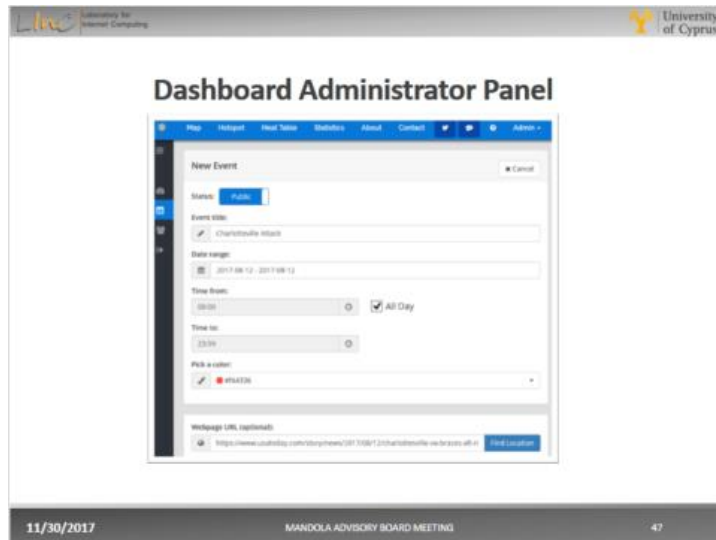 Laboratory for
Internet Computing
University
of Cyprus
Dashboard Administrator Panel
Map Hotspot Heat Table Statistics About Contact Admin
New Event
Cancel
Status: Public
Event title:
Charlottesville Attack
Date range:
2017-08-12 - 2017-08-12
Time from:
00:00
All Day
Time to:
23:59
Pick a color:
#f44336
Webpage URL (optional):
Find Location
11/30/2017
MANDOLA ADVISORY BOARD MEETING
47